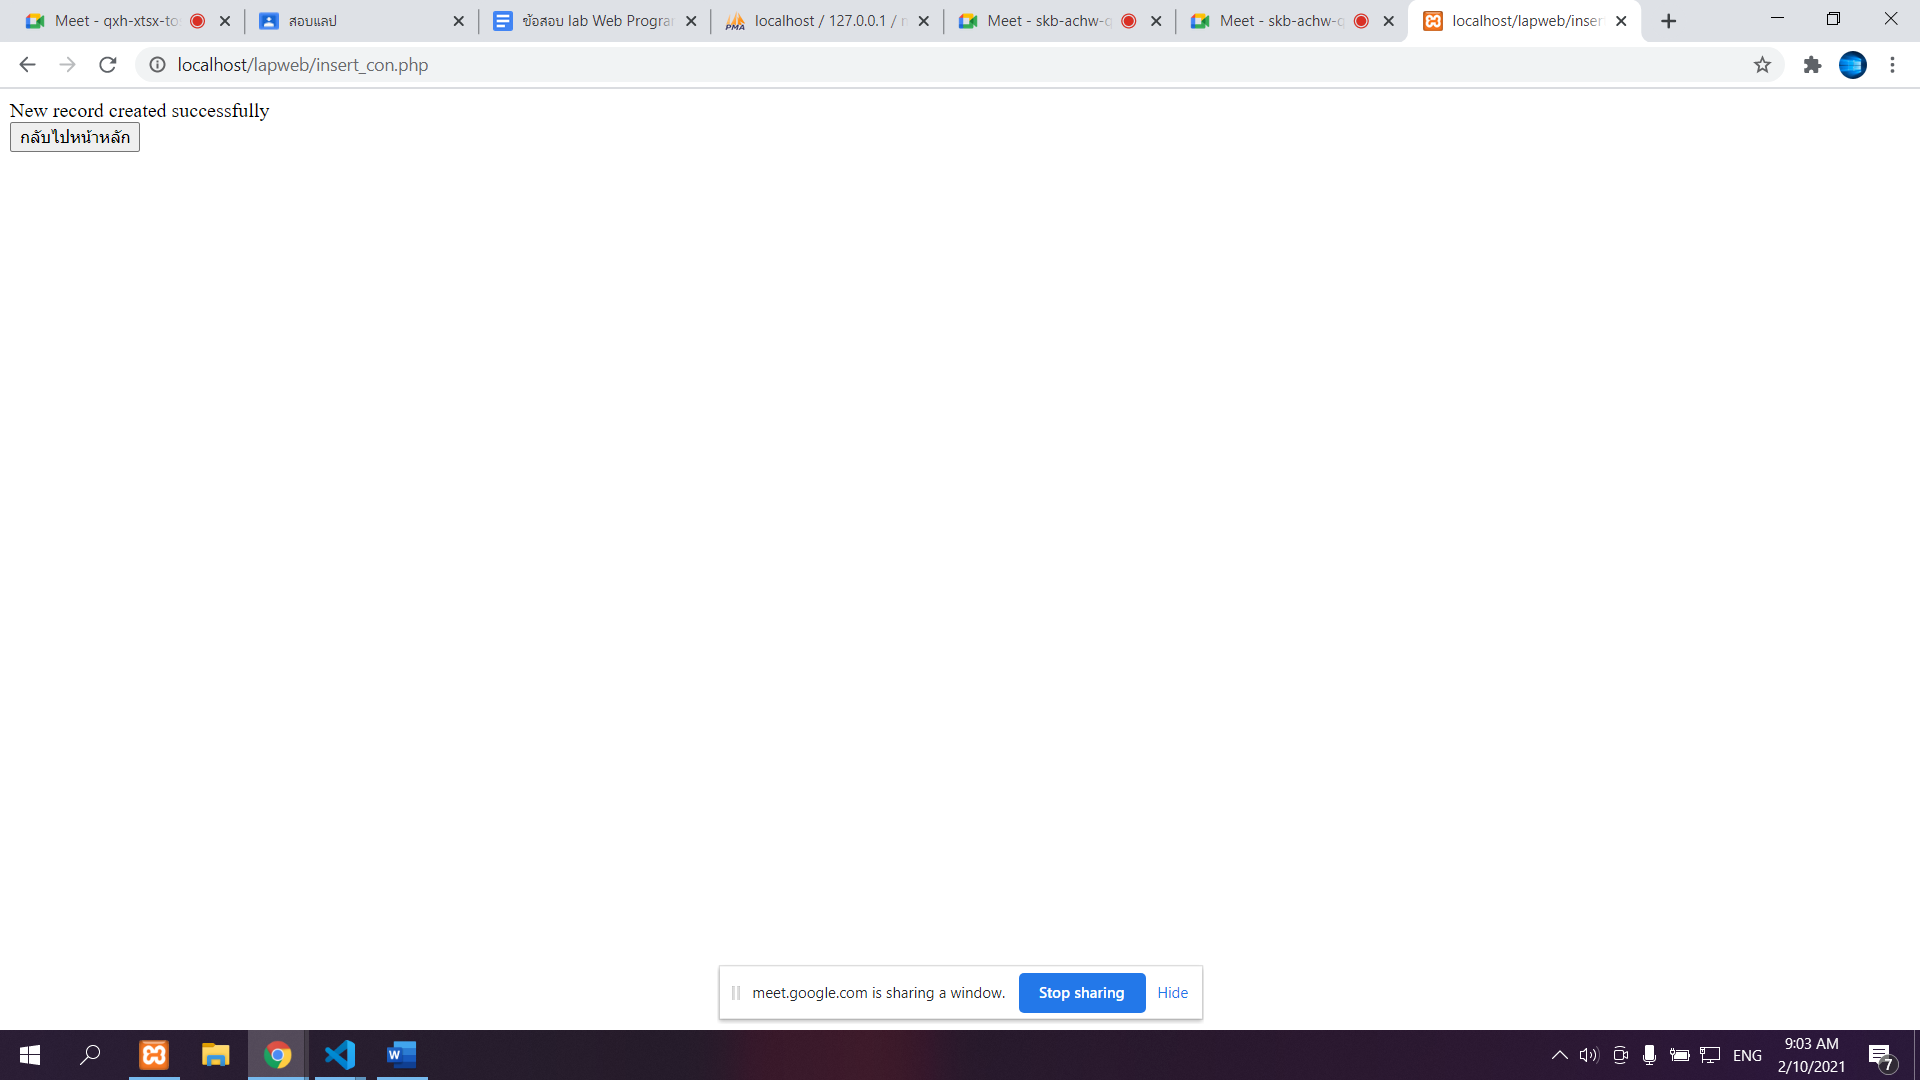 Meet - qxh-xtsx-to
สอบแลป
ข้อสอบ lab Web Progra
localhost / 127.0.0.1 /
Meet - skb-achw-
Meet - skb-achw-
localhost/lapweb/inser
localhost/lapweb/insert_con.php
New record created successfully
กลับไปหน้าหลัก
meet.google.com is sharing a window.
Stop sharing
Hide
ENG
9:03 AM
2/10/2021
7